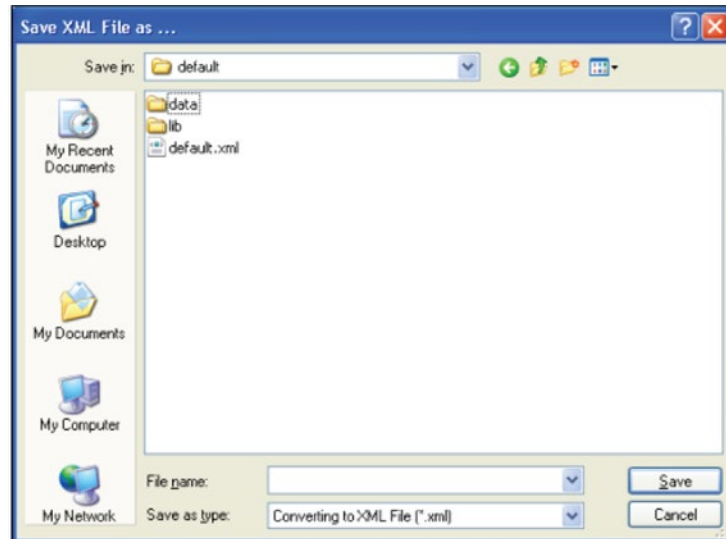 Save XML File as ...
Save in:
default
data
lib
default.xml
My Recent
Documents
Desktop
My Documents
My Computer
My Network
File name:
Save
Save as type:
Converting to XML File (*.xml)
Cancel